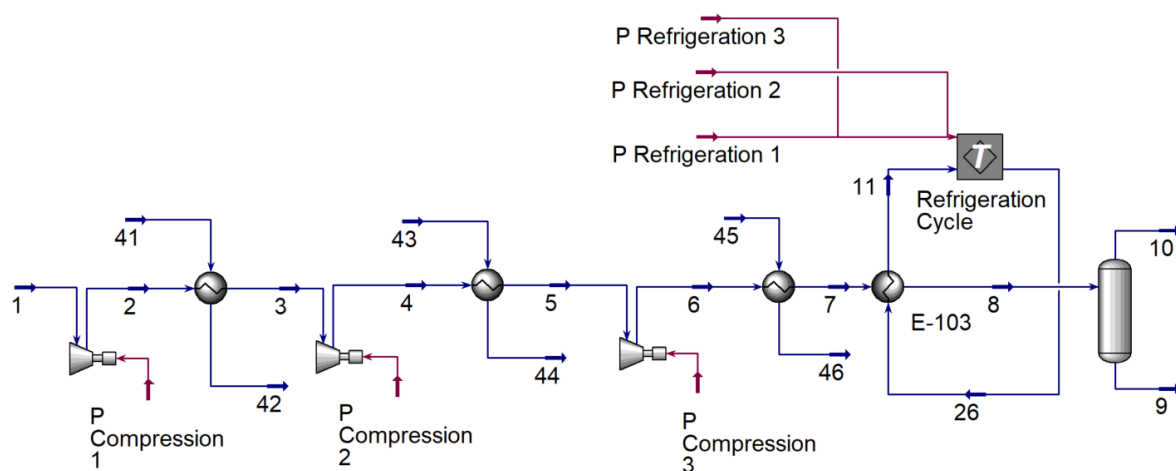 P Refrigeration 3
P Refrigeration 2
P Refrigeration 1
11
Refrigeration
Cycle
41
43
45
10
1
2
3
4
5
6
7
8
E-103
42
44
46
26
9
P
Compression
1
P
Compression
2
P
Compression
3
T